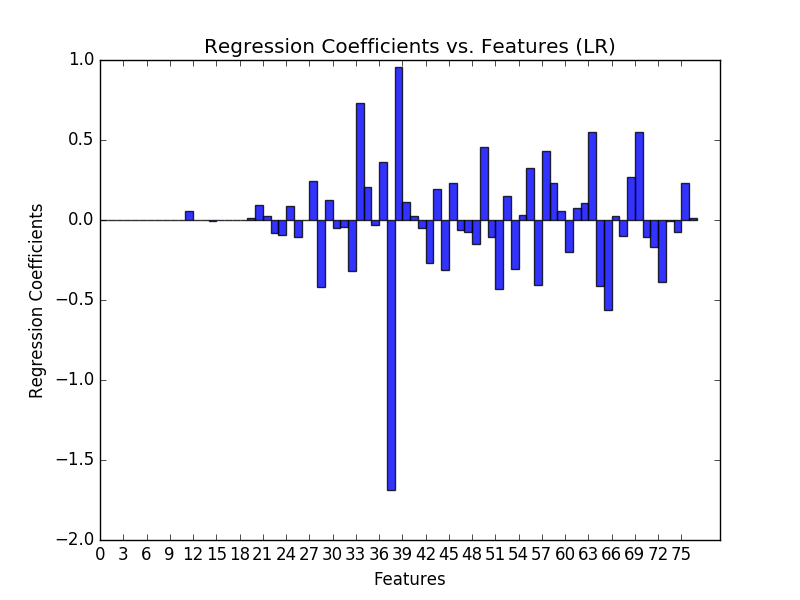 Regression Coefficients vs. Features (LR)
1.0
0.5
0.0
−0.5
−1.0
−1.5
−2.0
Regression Coefficients
0 3 6 9 12 15 18 21 24 27 30 33 36 39 42 45 48 51 54 57 60 63 66 69 72 75
Features